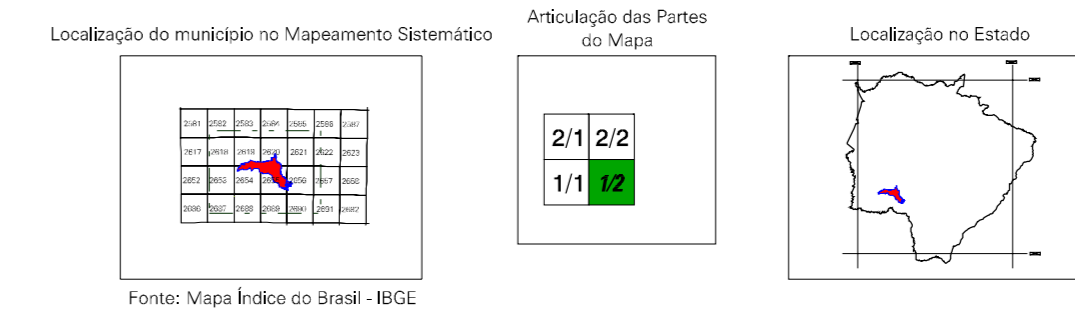 Localização do município no Mapeamento Sistemático
Articulação das Partes
do Mapa
Localização no Estado
2581 2582 2583 2584 2585 2586 2587
2617 2618 2619 2620 2621 2622 2623
2652 2653 2654 2656 2657 2658
2686 2687 2688 2689 2690 2691 2692
2/1 2/2
1/1 1/2
Fonte: Mapa Índice do Brasil - IBGE